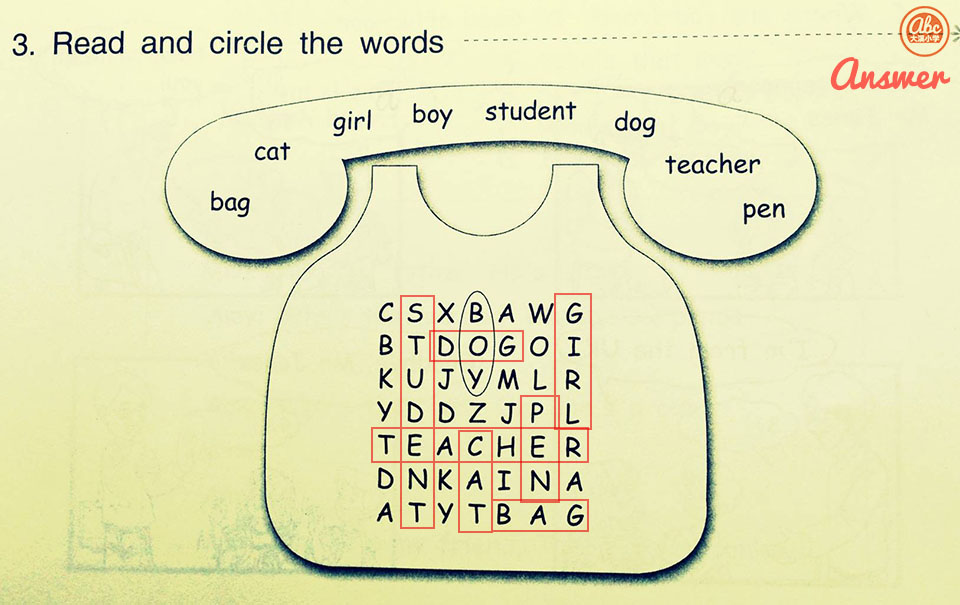 Abc
大溪小学
3. Read and circle the words
Answer
girl boy student dog
cat teacher
bag pen
C S X B A W G
B T D O G O I
K U J Y M L R
Y D D Z J P L
T E A C H E R
D N K A I N A
A T Y T B A G